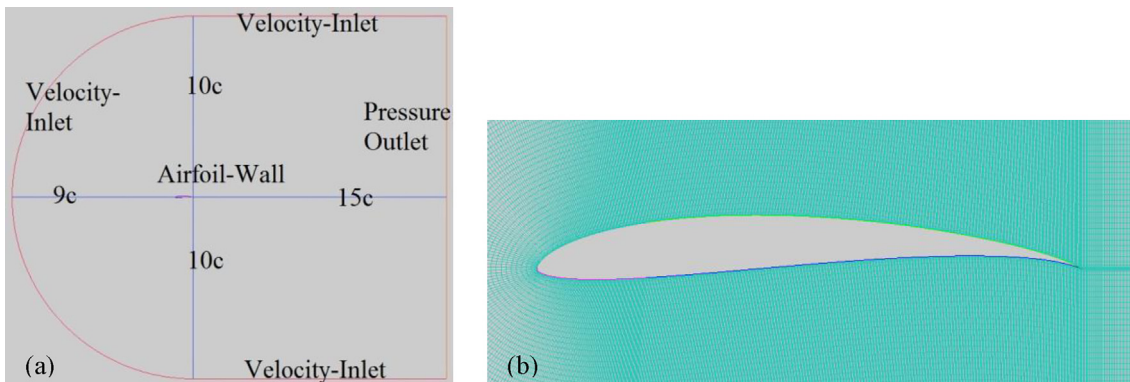 Velocity-Inlet
10c
Velocity-
Inlet
Pressure
Outlet
Airfoil-Wall
9c
15c
10c
Velocity-Inlet
(a)
(b)